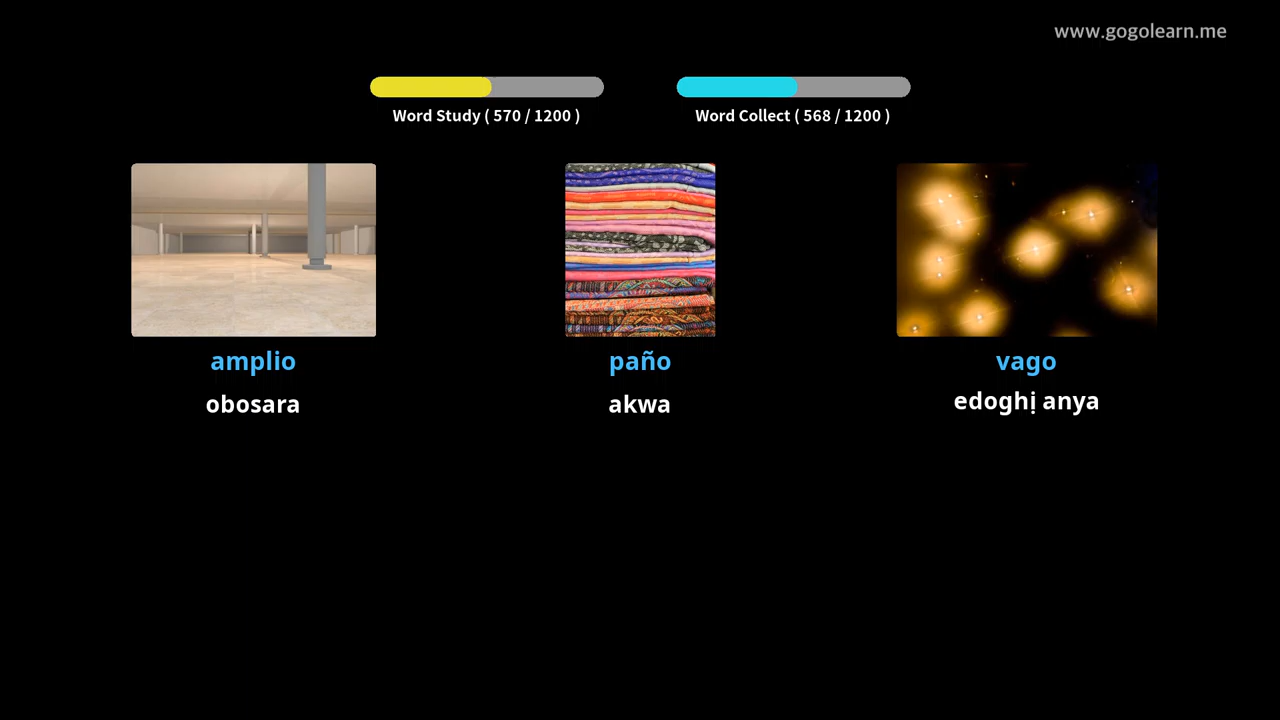 www.gogolearn.me
Word Study ( 570 / 1200 )
Word Collect ( 568 / 1200 )
amplio
paño
vago
obosara
akwa
edoghị anya